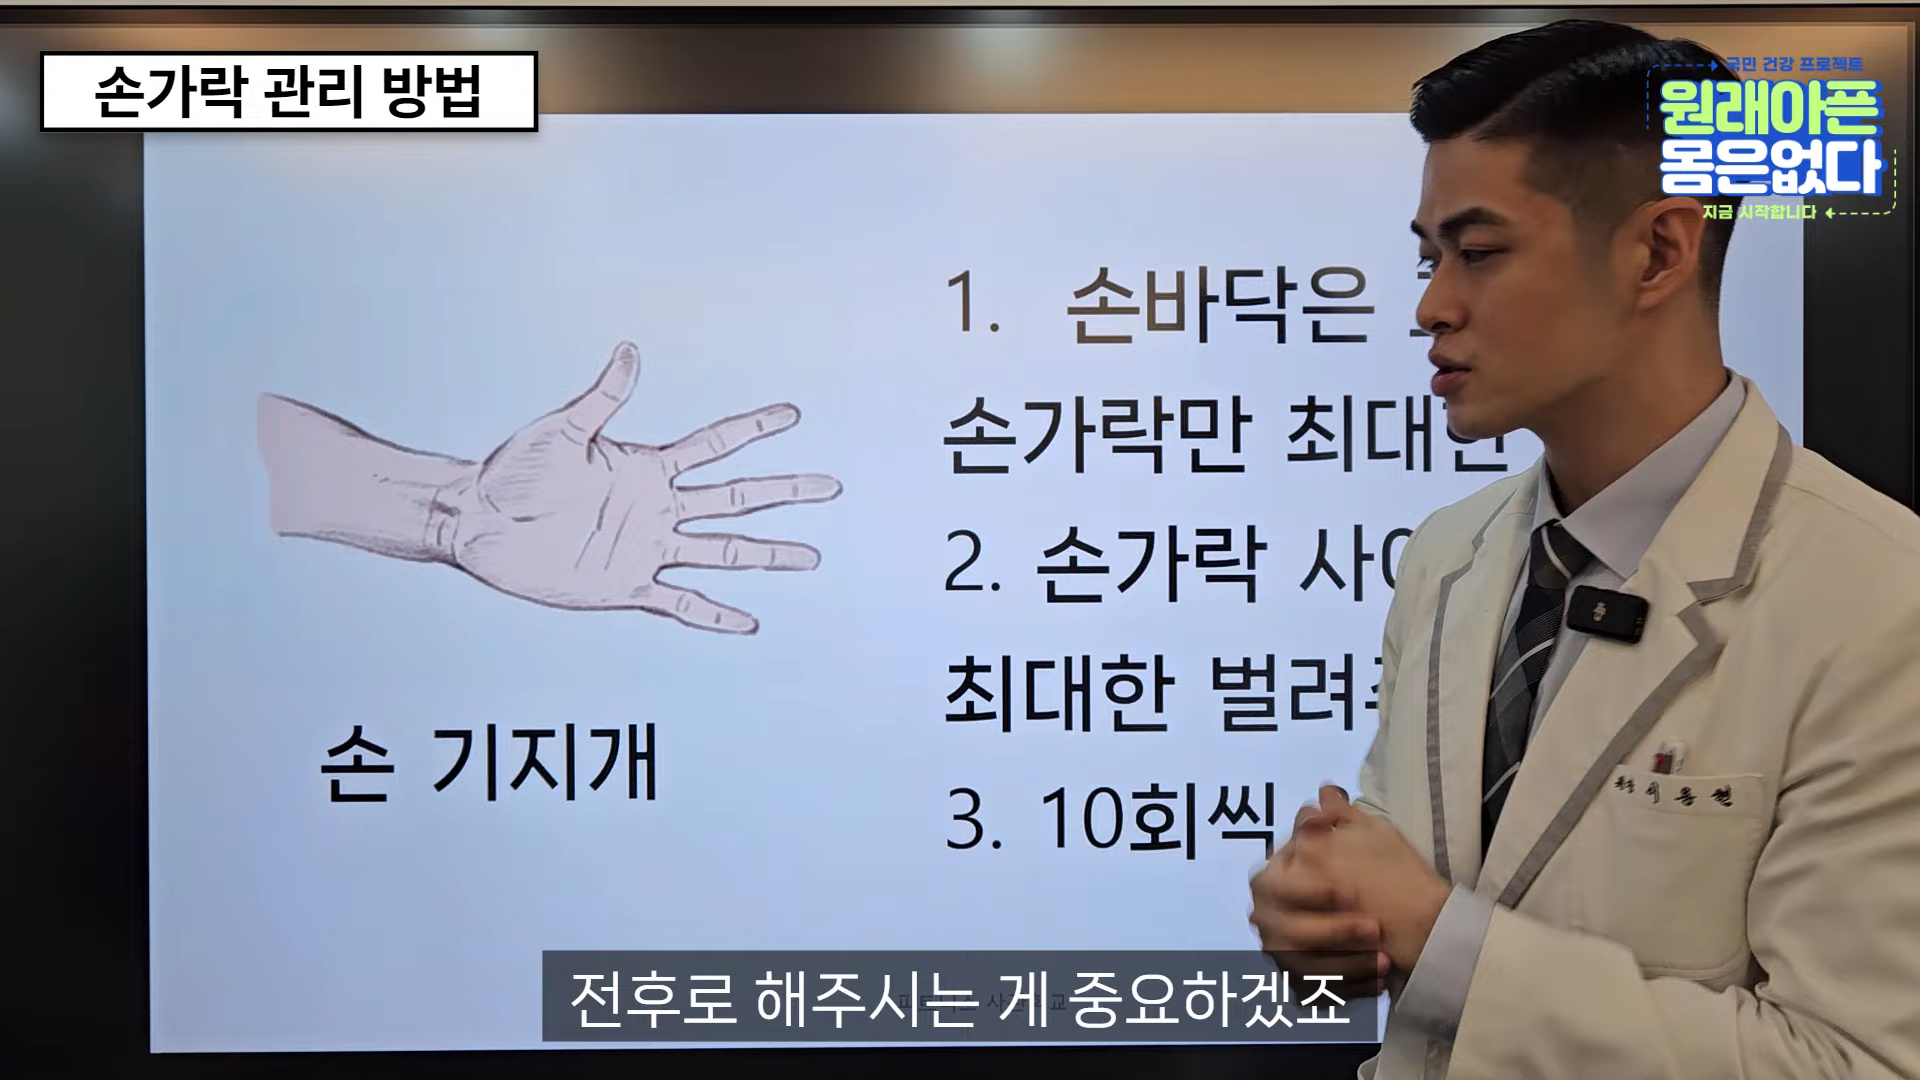 손가락 관리 방법
국민 건강 프로젝트
원래아픈
몸은없다
지금 시작합니다
1. 손바닥은
손가락만 최대한
2. 손가락 사이
최대한 벌려주
3. 10회씩
손 기지개
전후로 해주시는 게 중요하겠죠